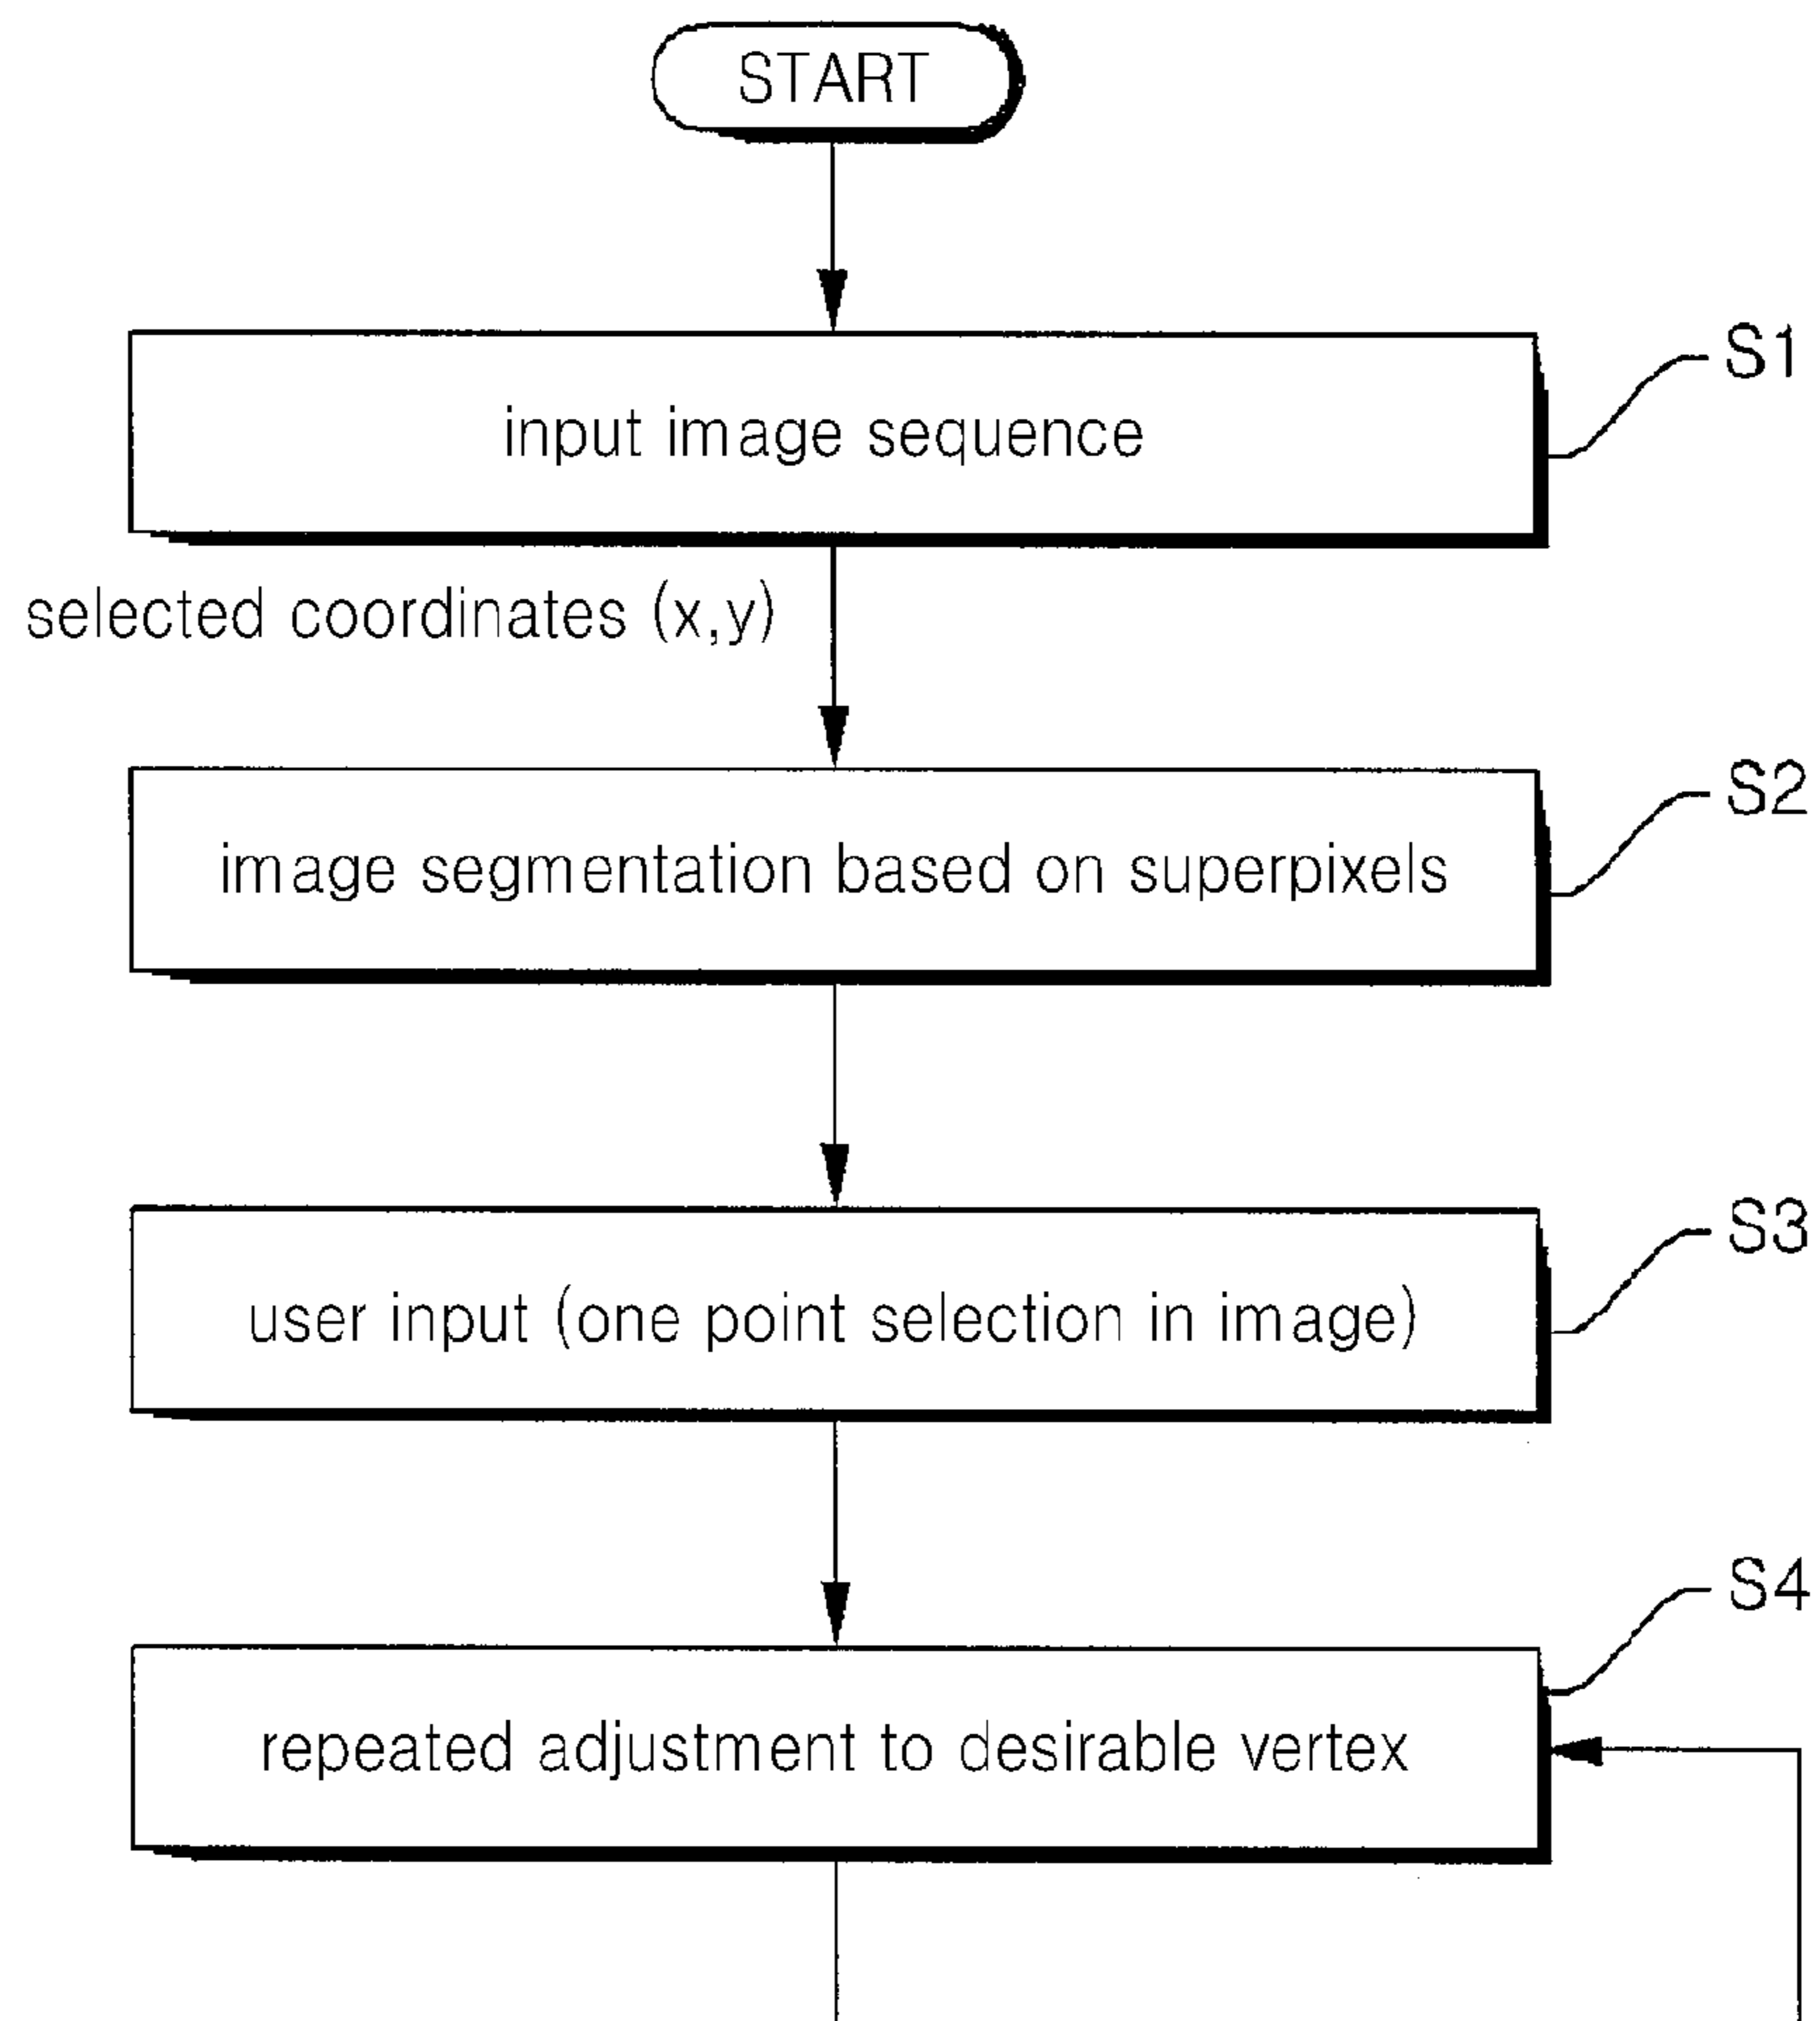 START
input image sequence
S1
selected coordinates (x,y)
image segmentation based on superpixels
S2
user input (one point selection in image)
S3
repeated adjustment to desirable vertex
S4